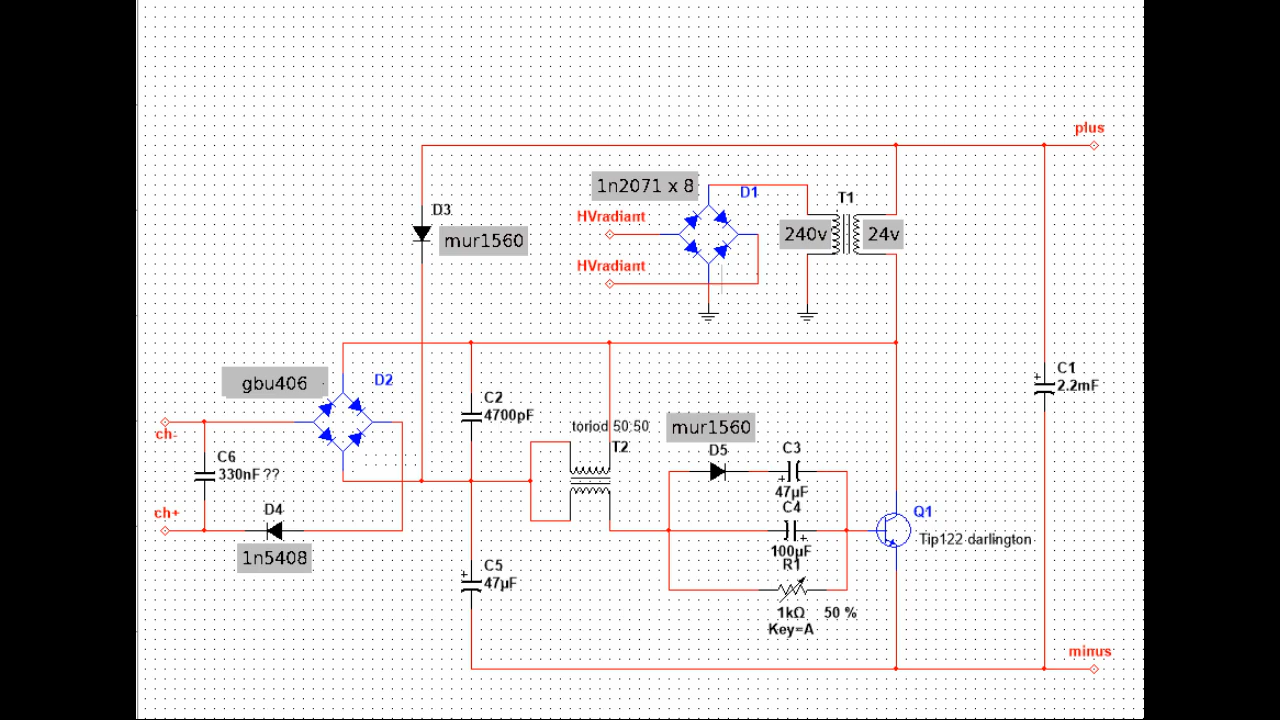 plus
1n2071 x 8
D1
T1
HVradiant
D3
mur1560
240v
24v
HVradiant
gbu406
D2
C1
2.2mF
C2
4700pF
ch-
toriod 50:50
mur1560
T2
D5
C3
C6
330nF ??
47µF
ch+
D4
C4
Q1
Tip122 darlington
100µF
1n5408
C5
47µF
R1
1kΩ 50 %
Key=A
minus